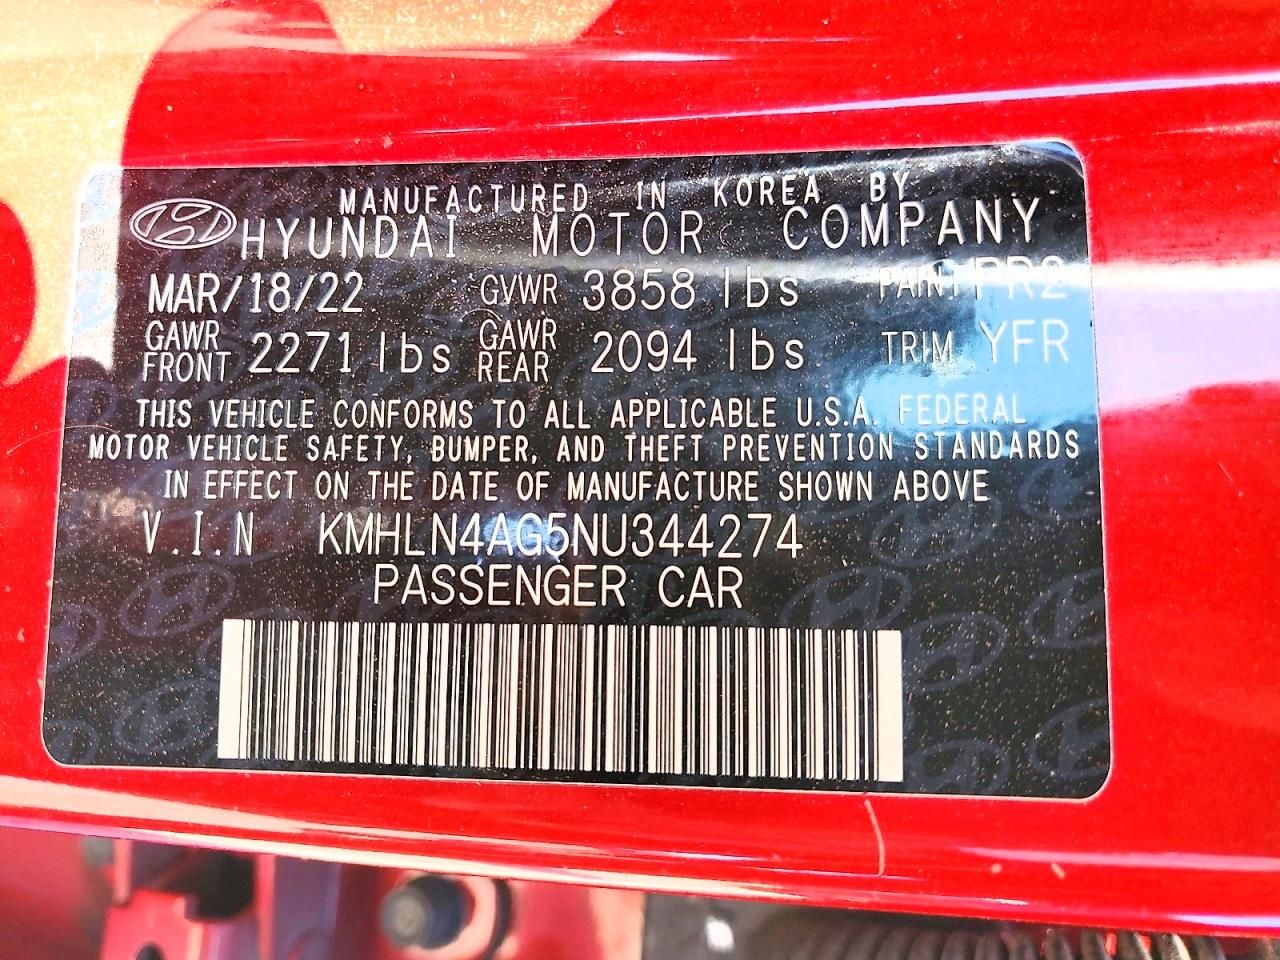 MANUFACTURED IN KOREA BY
HYUNDAI MOTOR COMPANY
MAR/18/22 GVWR 3858 lbs PAINT PR2
GAWR FRONT 2271 lbs GAWR REAR 2094 lbs TRIM YFR
THIS VEHICLE CONFORMS TO ALL APPLICABLE U.S.A. FEDERAL
MOTOR VEHICLE SAFETY, BUMPER, AND THEFT PREVENTION STANDARDS
IN EFFECT ON THE DATE OF MANUFACTURE SHOWN ABOVE
V.I.N KMHLN4AG5NU344274
PASSENGER CAR